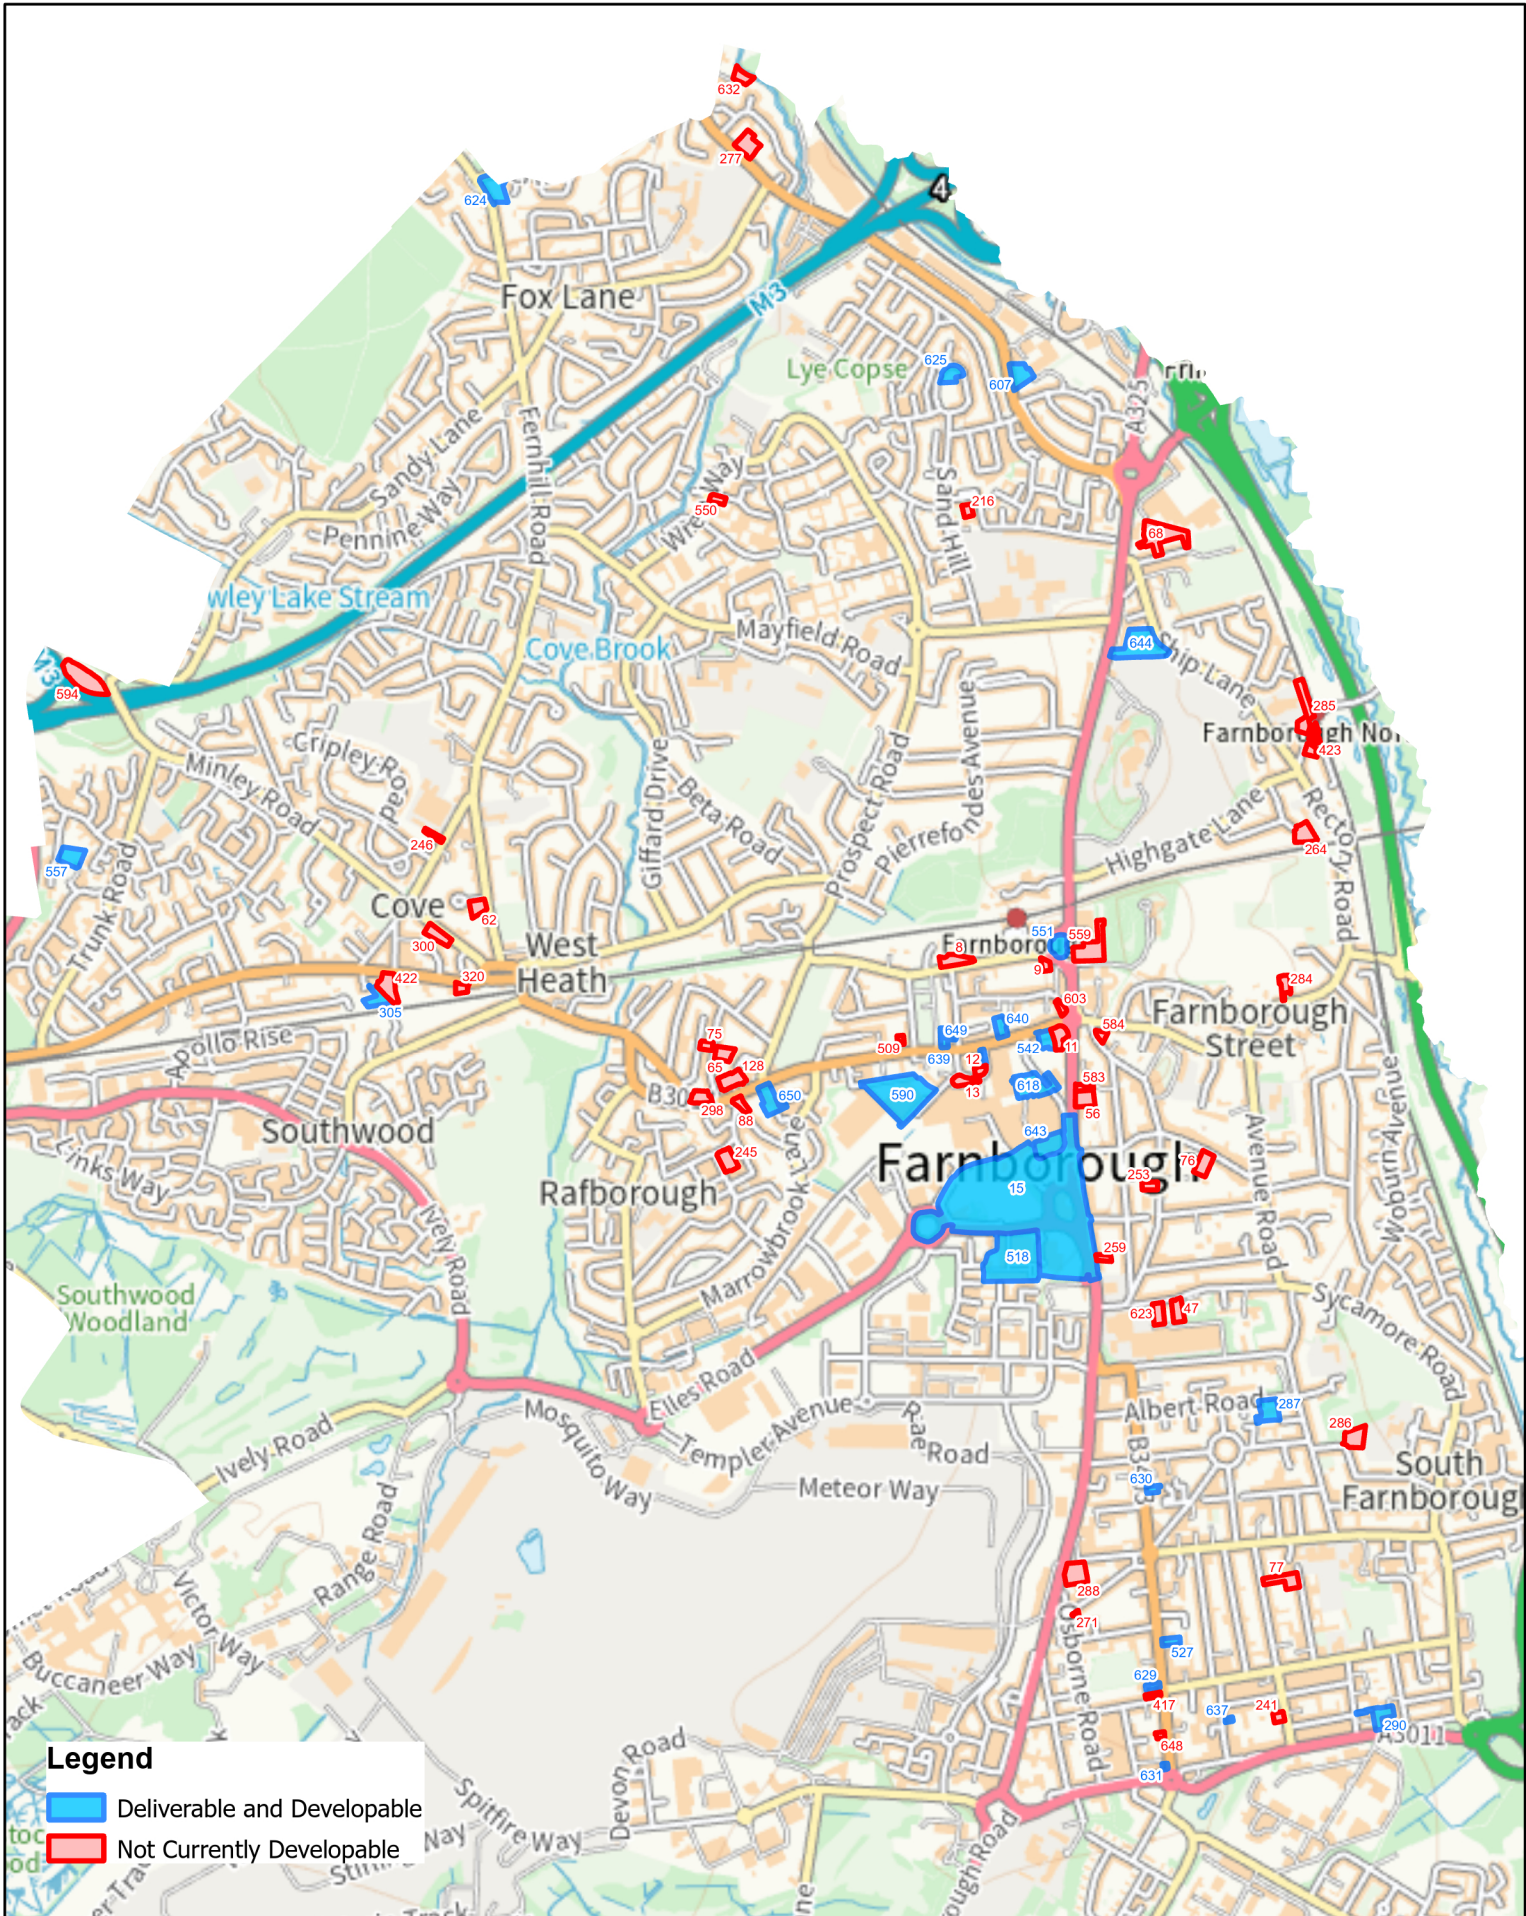 632
277
4
624
Fox Lane
M3
Lye Copse
625
607
A325
Sandy Lane
Pennine Way
Fernhill Road
550
Sand Hill
216
68
wley Lake Stream
Cove Brook
Mayfield Road
644
Ship Lane
M3
594
285
Farnborough No
423
Cripley Road
Minley Road
Giffard Drive
Beta Road
Prospect Road
Pierrefondes Avenue
Highgate Lane
Rectory Road
264
246
557
Trunk Road
Cove
62
300
West
Heath
422
320
305
551
559
8
9
284
Farnborough
Street
603
640
649
639
542
11
584
509
12
13
Apollo Rise
75
65
128
298
88
650
590
618
583
56
Southwood
Links Way
Ively Road
245
Rafborough
Marrowbrook Lane
643
Farnborough
15
518
76
253
259
Avenue Road
Woburn Avenue
Southwood
Woodland
623
47
Sycamore Road
Elles Road
Albert Road
287
286
South
Ively Road
Mosquito Way
Templer Avenue
Rae Road
Meteor Way
630
Range Road
Victor Way
Buccaneer Way
288
271
Osborne Road
77
527
629
417
637
241
290
A3011
648
631
Devon Road
Spitfire Way
Legend
Deliverable and Developable
Not Currently Developable